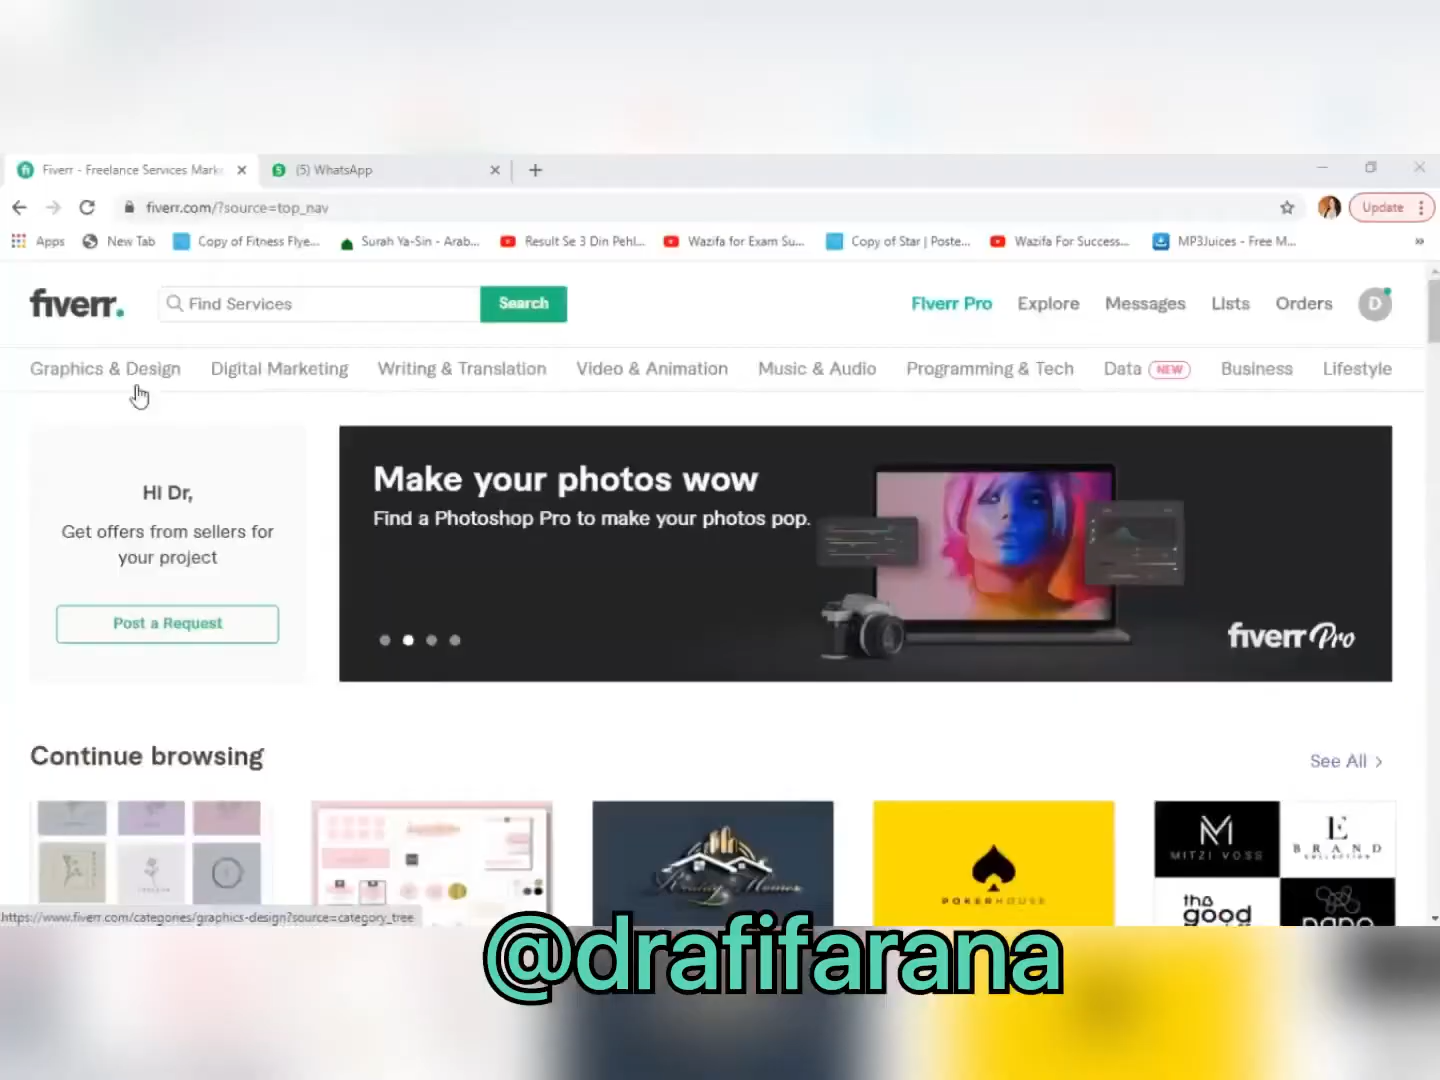 Fiverr - Freelance Services Mark
(5) WhatsApp
fiverr.com/?source=top_nav
Update
Apps
New Tab
Copy of Fitness Flye...
Surah Ya-Sin - Arab...
Result Se 3 Din Pehl...
Wazifa for Exam Su...
Copy of Star | Poste...
Wazifa For Success...
MP3Juices - Free M...
fiverr.
Find Services
Search
Fiverr Pro
Explore
Messages
Lists
Orders
D
Graphics & Design
Digital Marketing
Writing & Translation
Video & Animation
Music & Audio
Programming & Tech
Data NEW
Business
Lifestyle
Hi Dr,
Get offers from sellers for
your project
Post a Request
Make your photos wow
Find a Photoshop Pro to make your photos pop.
fiverr Pro
Continue browsing
See All
POKERHOUSE
MITZI VOSS
E
BRAND
COLLECTION
the
good
https://www.fiverr.com/categories/graphics-design?source=category_tree
@drafifarana